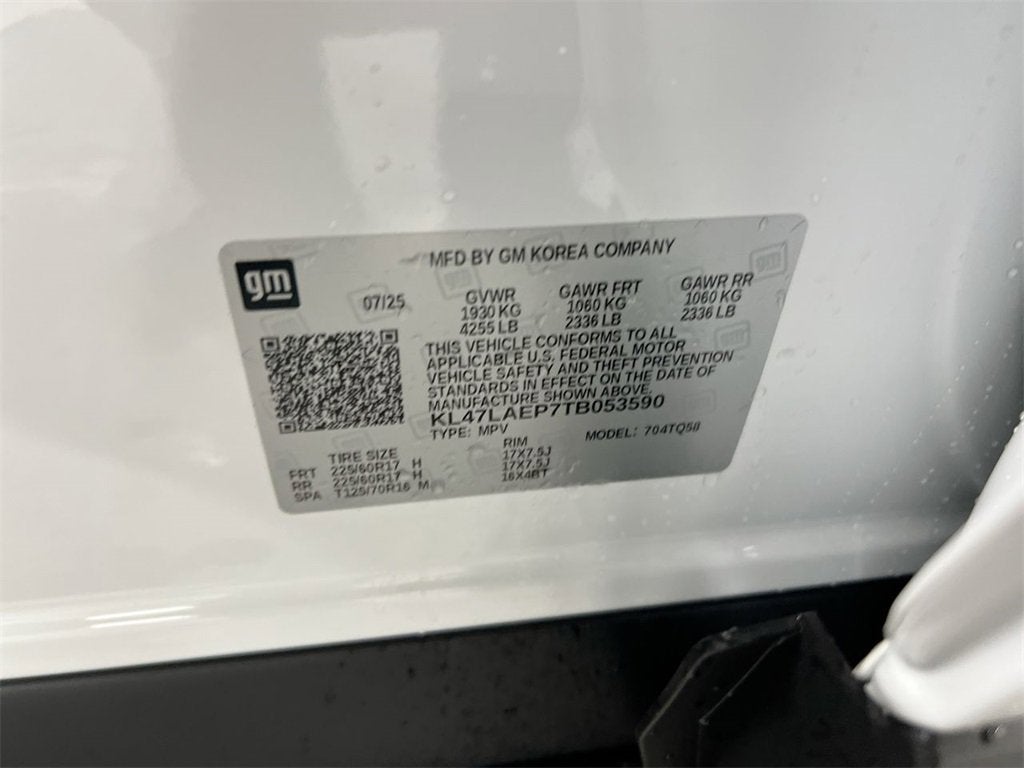 MFD BY GM KOREA COMPANY
gm
07/25
GVWR GAWR FRT GAWR RR
1930 KG 1060 KG 1060 KG
4255 LB 2336 LB 2336 LB
THIS VEHICLE CONFORMS TO ALL
APPLICABLE U.S. FEDERAL MOTOR
VEHICLE SAFETY AND THEFT PREVENTION
STANDARDS IN EFFECT ON THE DATE OF
MANUFACTURE SHOWN ABOVE.
KL47LAEP7TB053590
TYPE: MPV MODEL: 704TQ58
TIRE SIZE RIM
FRT 225/60R17 H 17X7.5J
RR 225/60R17 H 17X7.5J
SPA T125/70R16 M 16X4BT